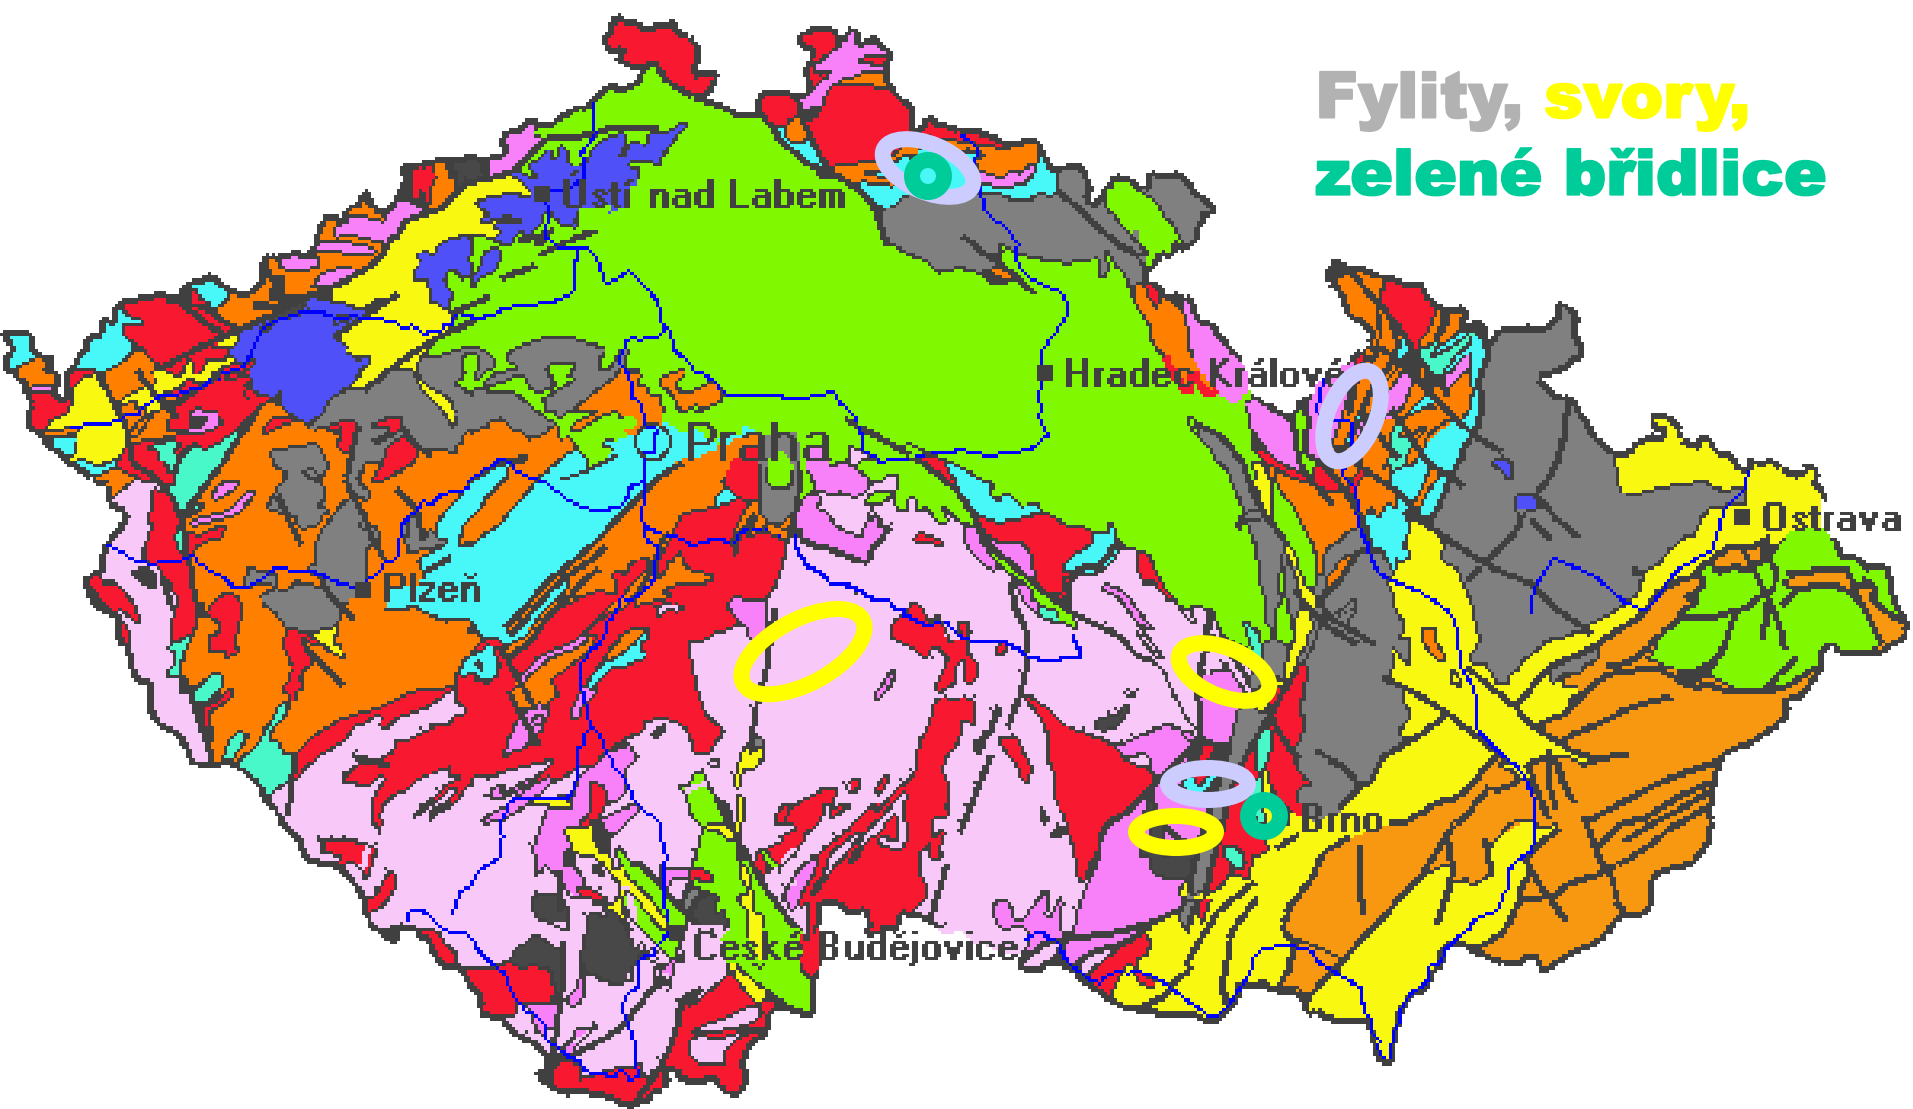 Fylity, svory,
zelené břidlice
Ústí nad Labem
Hradec Králové
Praha
Ostrava
Plzeň
Brno
České Budějovice